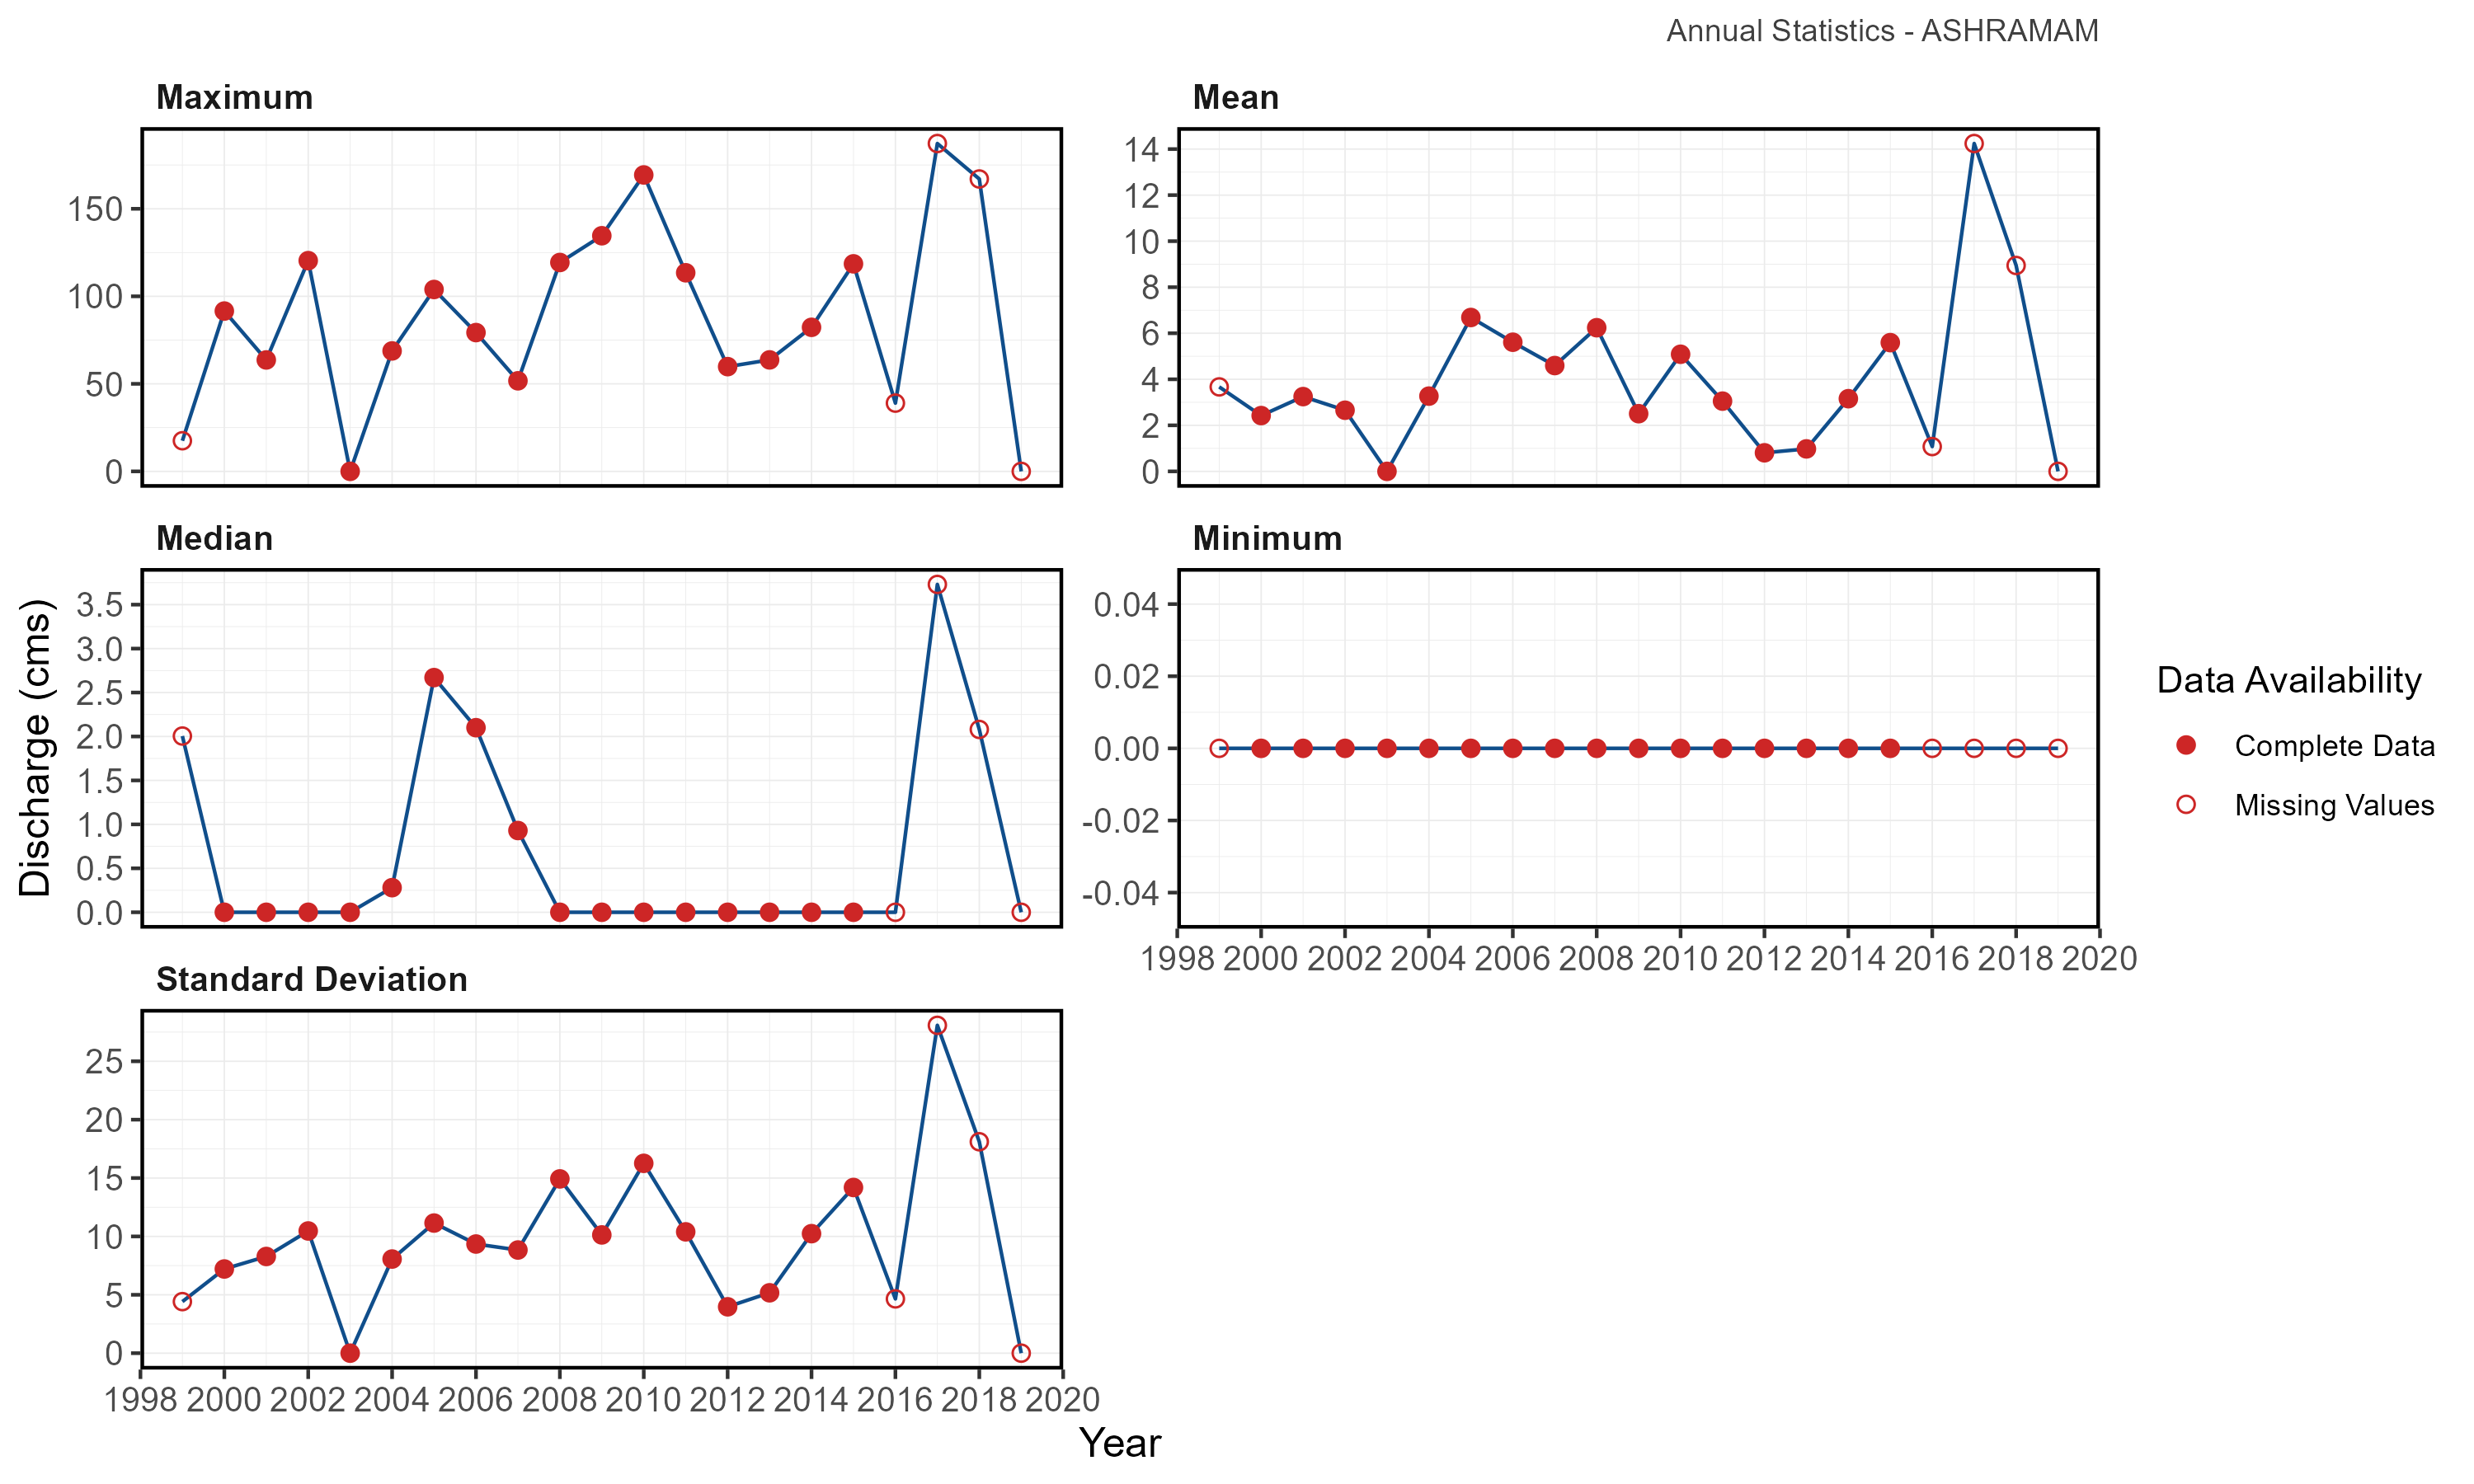 Annual Statistics - ASHRAMAM
Maximum
150
100
50
0
Mean
14
12
10
8
6
4
2
0
Discharge (cms)
Median
3.5
3.0
2.5
2.0
1.5
1.0
0.5
0.0
Minimum
0.04
0.02
0.00
-0.02
-0.04
1998 2000 2002 2004 2006 2008 2010 2012 2014 2016 2018 2020
Data Availability
Complete Data
Missing Values
Standard Deviation
25
20
15
10
5
0
1998 2000 2002 2004 2006 2008 2010 2012 2014 2016 2018 2020
Year